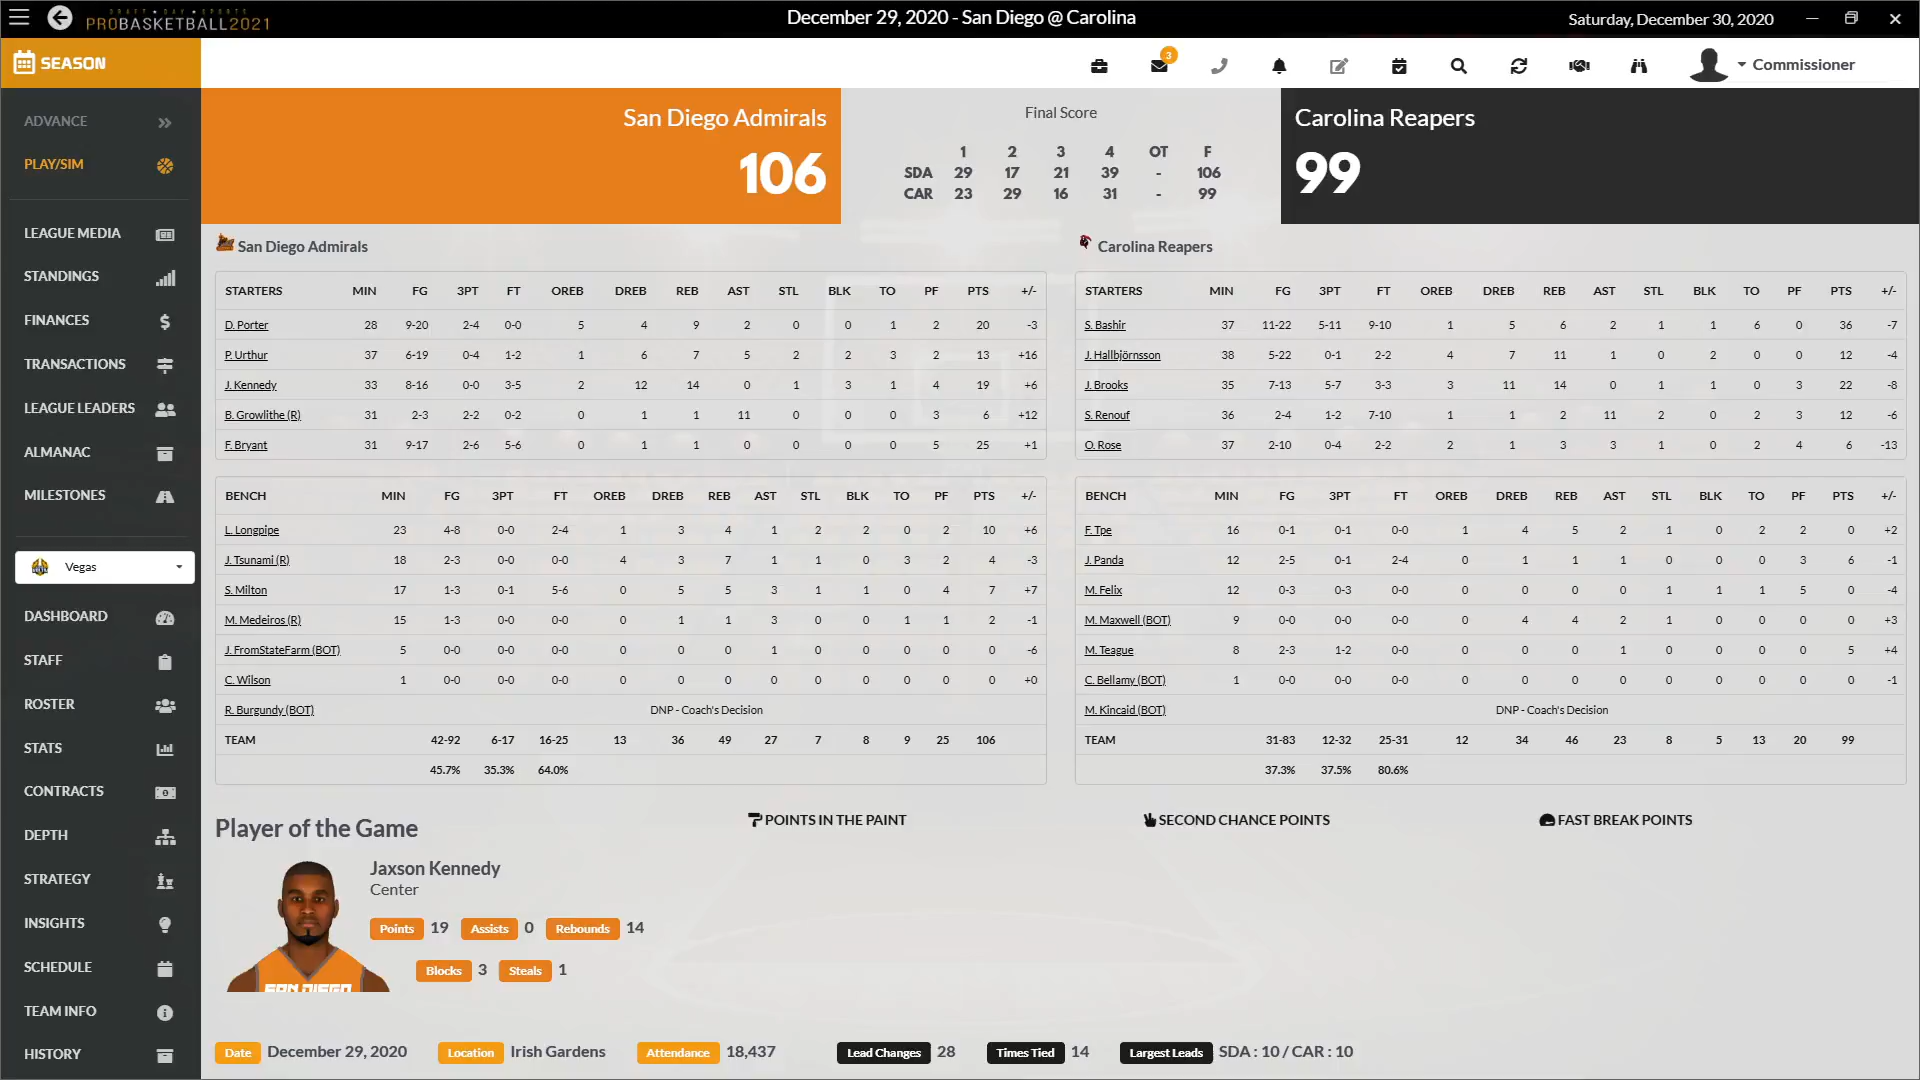 DRAFT DAY SPORTS
PROBASKETBALL2021
December 29, 2020 - San Diego @ Carolina
Saturday, December 30, 2020
SEASON
3
Commissioner
ADVANCE
PLAY/SIM
LEAGUE MEDIA
STANDINGS
FINANCES
TRANSACTIONS
LEAGUE LEADERS
ALMANAC
MILESTONES
Vegas
DASHBOARD
STAFF
ROSTER
STATS
CONTRACTS
DEPTH
STRATEGY
INSIGHTS
SCHEDULE
TEAM INFO
HISTORY
San Diego Admirals
106
Final Score
1 2 3 4 OT F
SDA 29 17 21 39 - 106
CAR 23 29 16 31 - 99
Carolina Reapers
99
San Diego Admirals
STARTERS MIN FG 3PT FT OREB DREB REB AST STL BLK TO PF PTS +/-
D. Porter 28 9-20 2-4 0-0 5 4 9 2 0 0 1 2 20 -3
P. Urthur 37 6-19 0-4 1-2 1 6 7 5 2 2 3 2 13 +16
J. Kennedy 33 8-16 0-0 3-5 2 12 14 0 1 3 1 4 19 +6
B. Growlithe (R) 31 2-3 2-2 0-2 0 1 1 11 0 0 0 3 6 +12
F. Bryant 31 9-17 2-6 5-6 0 1 1 0 0 0 0 5 25 +1
BENCH MIN FG 3PT FT OREB DREB REB AST STL BLK TO PF PTS +/-
L. Longpipe 23 4-8 0-0 2-4 1 3 4 1 2 2 0 2 10 +6
J. Tsunami (R) 18 2-3 0-0 0-0 4 3 7 1 1 0 3 2 4 -3
S. Milton 17 1-3 0-1 5-6 0 5 5 3 1 1 0 4 7 +7
M. Medeiros (R) 15 1-3 0-0 0-0 0 1 1 3 0 0 1 1 2 -1
J. FromStateFarm (BOT) 5 0-0 0-0 0-0 0 0 0 1 0 0 0 0 0 -6
C. Wilson 1 0-0 0-0 0-0 0 0 0 0 0 0 0 0 0 +0
R. Burgundy (BOT) DNP - Coach's Decision
TEAM 42-92 6-17 16-25 13 36 49 27 7 8 9 25 106
45.7% 35.3% 64.0%
Carolina Reapers
STARTERS MIN FG 3PT FT OREB DREB REB AST STL BLK TO PF PTS +/-
S. Bashir 37 11-22 5-11 9-10 1 5 6 2 1 1 6 0 36 -7
J. Hallbjörnsson 38 5-22 0-1 2-2 4 7 11 1 0 2 0 0 12 -4
J. Brooks 35 7-13 5-7 3-3 3 11 14 0 1 1 0 3 22 -8
S. Renouf 36 2-4 1-2 7-10 1 1 2 11 2 0 2 3 12 -6
O. Rose 37 2-10 0-4 2-2 2 1 3 3 1 0 2 4 6 -13
BENCH MIN FG 3PT FT OREB DREB REB AST STL BLK TO PF PTS +/-
F. Tpe 16 0-1 0-1 0-0 1 4 5 2 1 0 2 2 0 +2
J. Panda 12 2-5 0-1 2-4 0 1 1 1 0 0 0 3 6 -1
M. Felix 12 0-3 0-3 0-0 0 0 0 0 1 1 1 5 0 -4
M. Maxwell (BOT) 9 0-0 0-0 0-0 0 4 4 2 1 0 0 0 0 +3
M. Teague 8 2-3 1-2 0-0 0 0 0 1 0 0 0 0 5 +4
C. Bellamy (BOT) 1 0-0 0-0 0-0 0 0 0 0 0 0 0 0 0 -1
M. Kincaid (BOT) DNP - Coach's Decision
TEAM 31-83 12-32 25-31 12 34 46 23 8 5 13 20 99
37.3% 37.5% 80.6%
Player of the Game
Jaxson Kennedy
Center
Points 19 Assists 0 Rebounds 14
Blocks 3 Steals 1
SAN DIEGO
POINTS IN THE PAINT
SECOND CHANCE POINTS
FAST BREAK POINTS
Date December 29, 2020 Location Irish Gardens Attendance 18,437 Lead Changes 28 Times Tied 14 Largest Leads SDA : 10 / CAR : 10